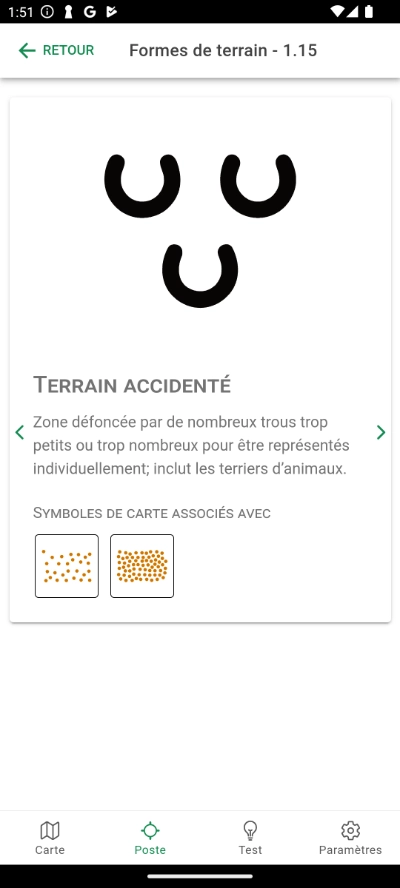 1:51
RETOUR
Formes de terrain - 1.15
TERRAIN ACCIDENTÉ
Zone défoncée par de nombreux trous trop
petits ou trop nombreux pour être représentés
individuellement; inclut les terriers d’animaux.
SYMBOLES DE CARTE ASSOCIÉS AVEC
Carte
Poste
Test
Paramètres